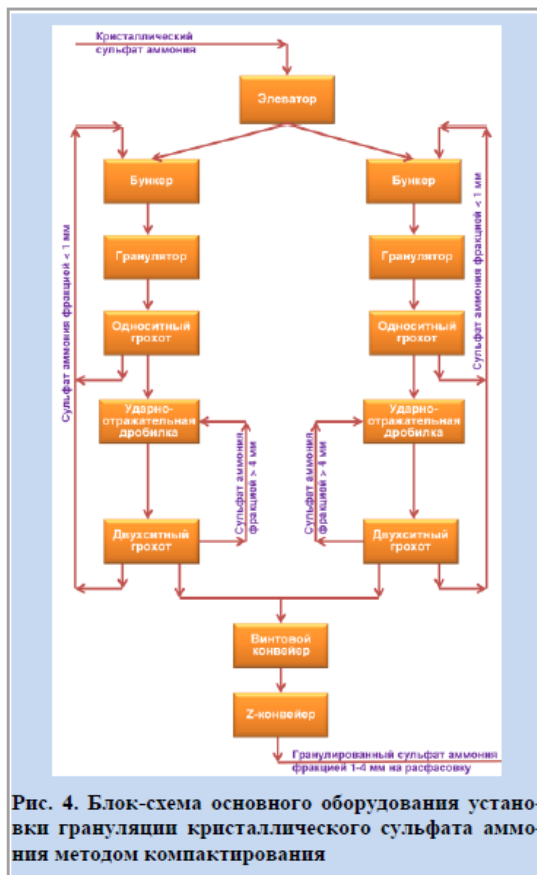 Кристаллический
сульфат аммония
Элеватор
Бункер
Бункер
Гранулятор
Гранулятор
Односитный
грохот
Односитный
грохот
Сульфат аммония фракцией < 1 мм
Сульфат аммония фракцией < 1 мм
Ударно-
отражательная
дробилка
Ударно-
отражательная
дробилка
Сульфат аммония
фракцией > 4 мм
Сульфат аммония
фракцией > 4 мм
Двухситный
грохот
Двухситный
грохот
Винтовой
конвейер
Z-конвейер
Гранулированный сульфат аммония
фракцией 1-4 мм на расфасовку
Рис. 4. Блок-схема основного оборудования устано-
вки грануляции кристаллического сульфата аммо-
ния методом компактирования